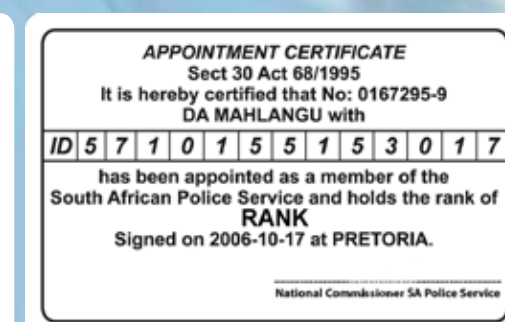 APPOINTMENT CERTIFICATE
Sect 30 Act 68/1995
It is hereby certified that No: 0167295-9
DA MAHLANGU with
ID 5 7 1 0 1 5 5 1 5 3 0 1 7
has been appointed as a member of the
South African Police Service and holds the rank of
RANK
Signed on 2006-10-17 at PRETORIA.
National Commissioner SA Police Service